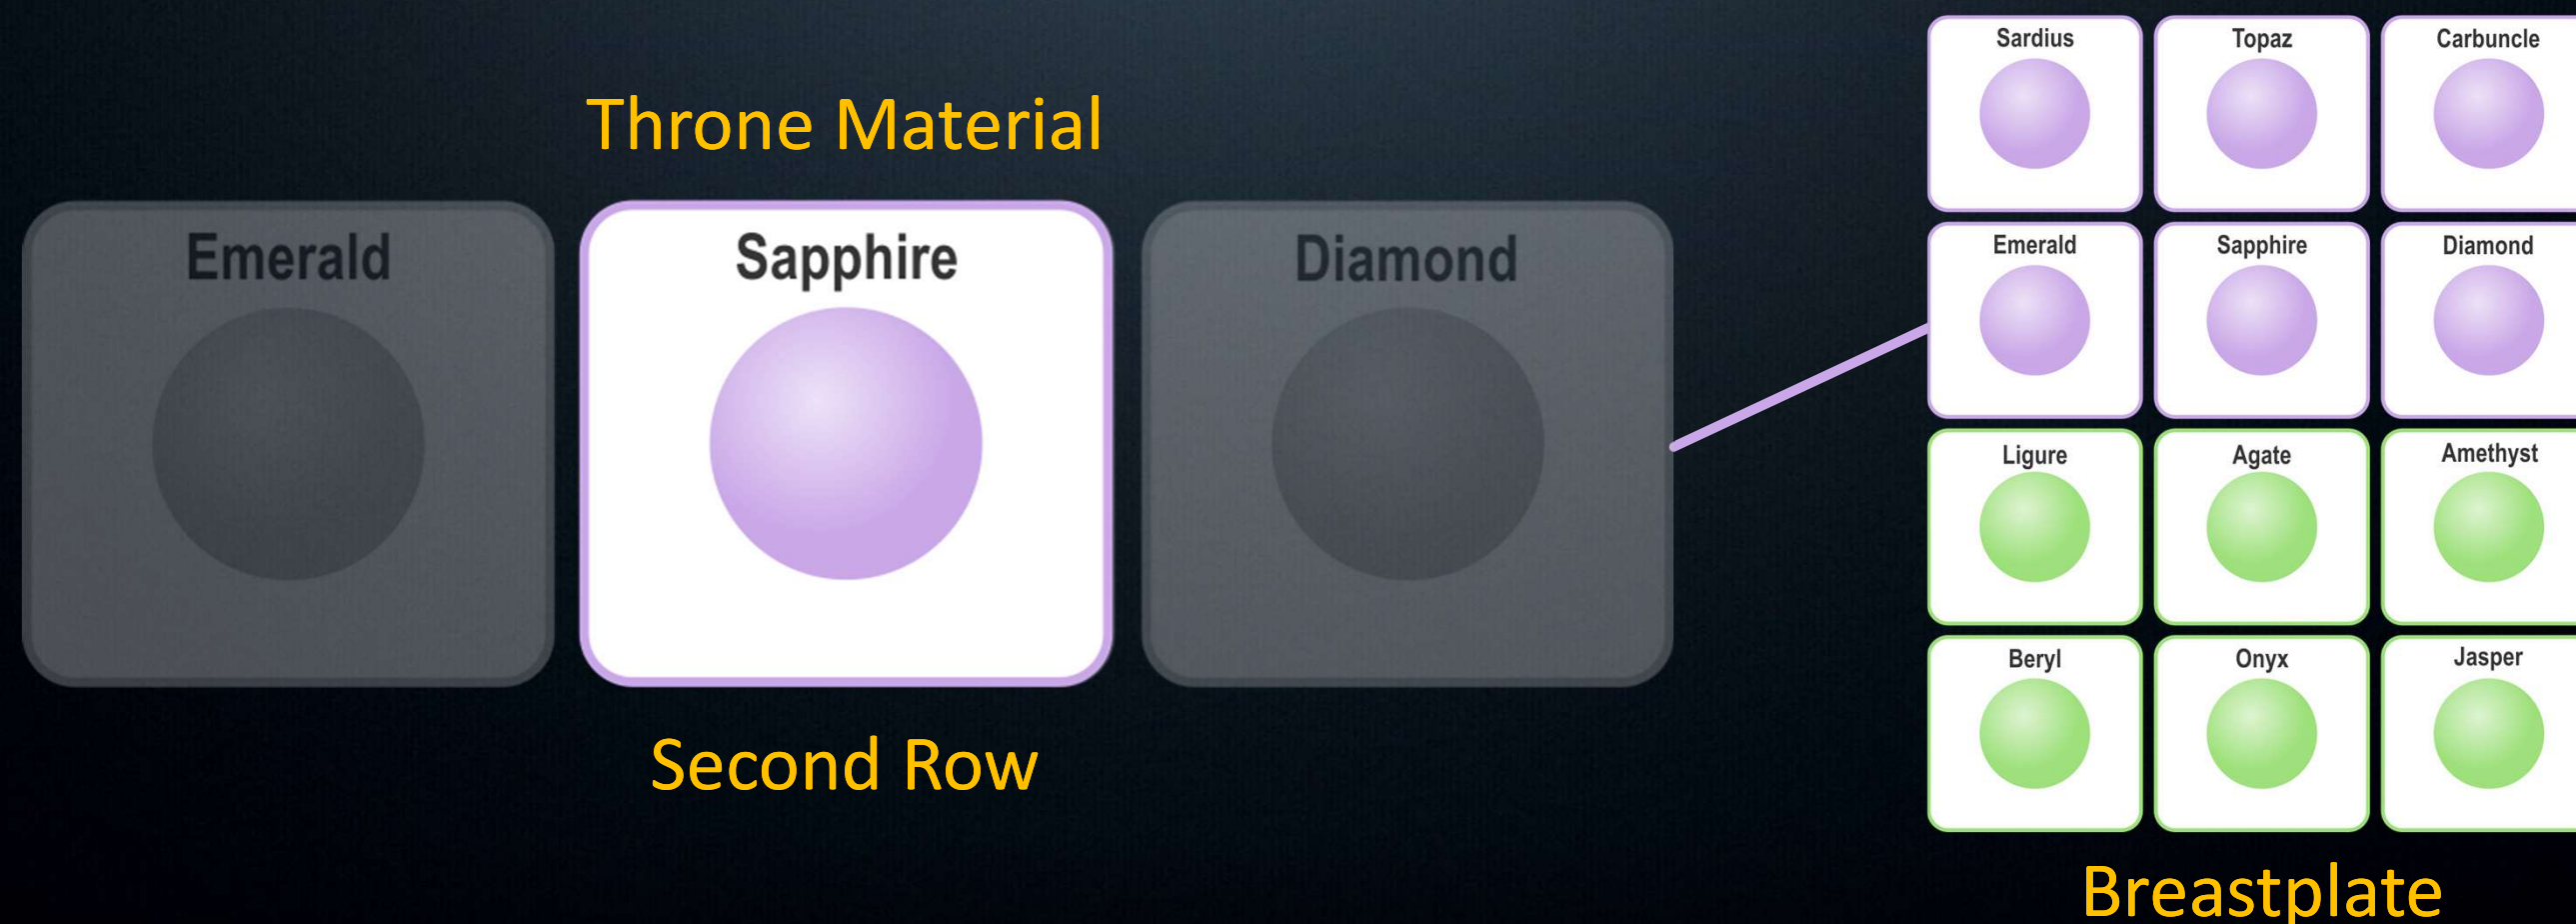 Throne Material
Emerald Sapphire Diamond
Second Row
Sardius Topaz Carbuncle
Emerald Sapphire Diamond
Ligure Agate Amethyst
Beryl Onyx Jasper
Breastplate